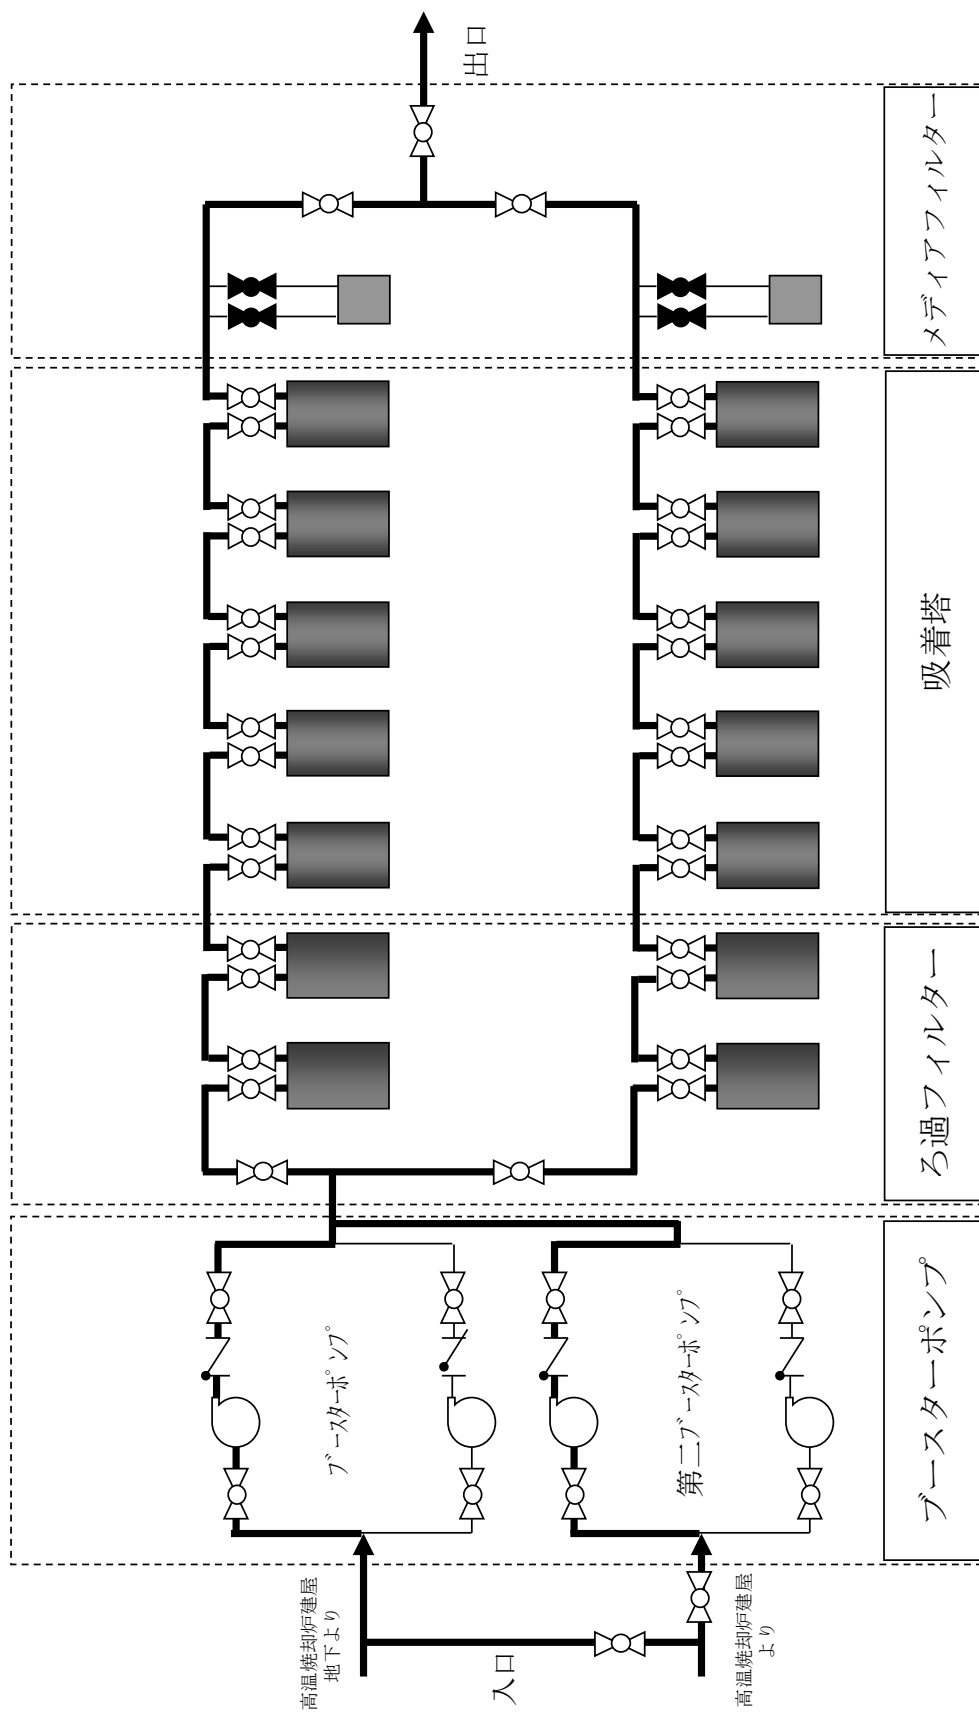 高温焼却炉建屋
地下より
入口
高温焼却炉建屋
より
ブースターポンプ
第二ブースターポンプ
ブースターポンプ
ろ過フィルター
吸着塔
メディアフィルター
出口